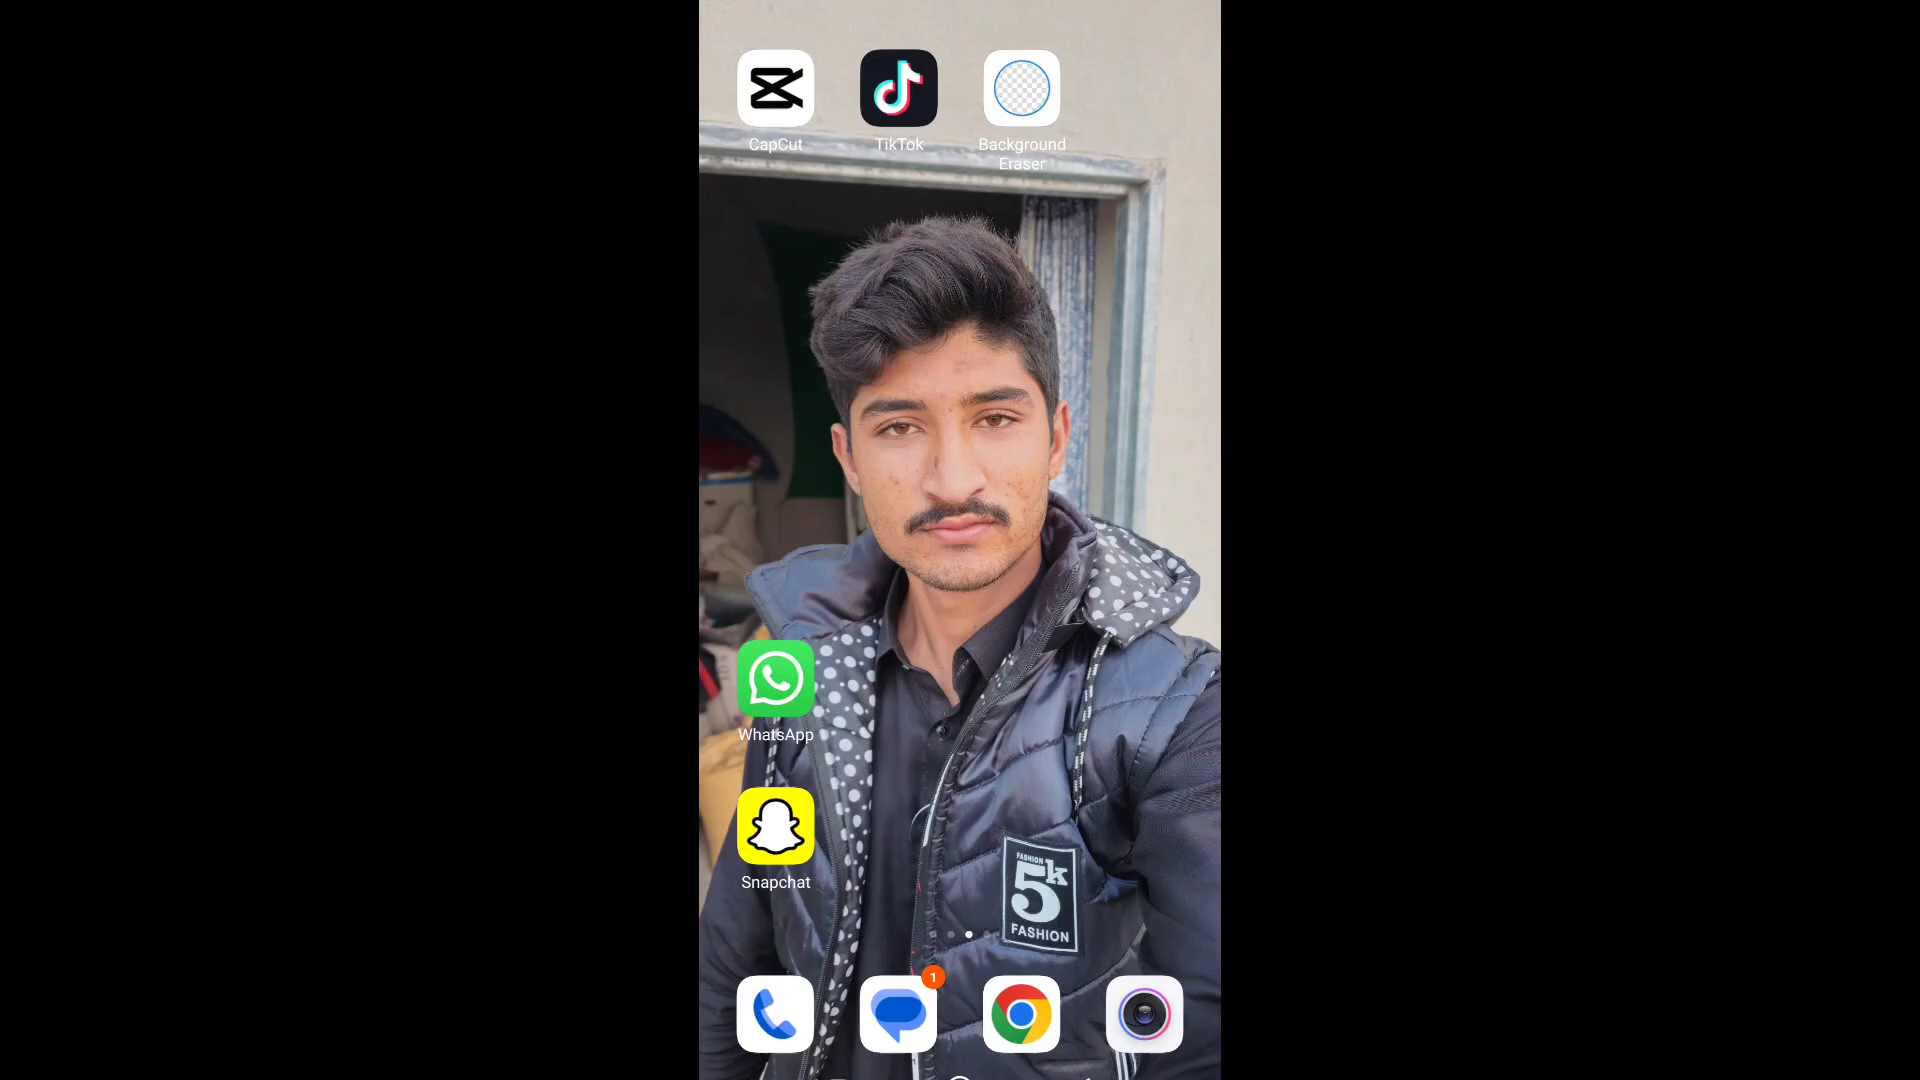 CapCut
TikTok
Background
Eraser
WhatsApp
Snapchat
FASHION
5k
FASHION
1